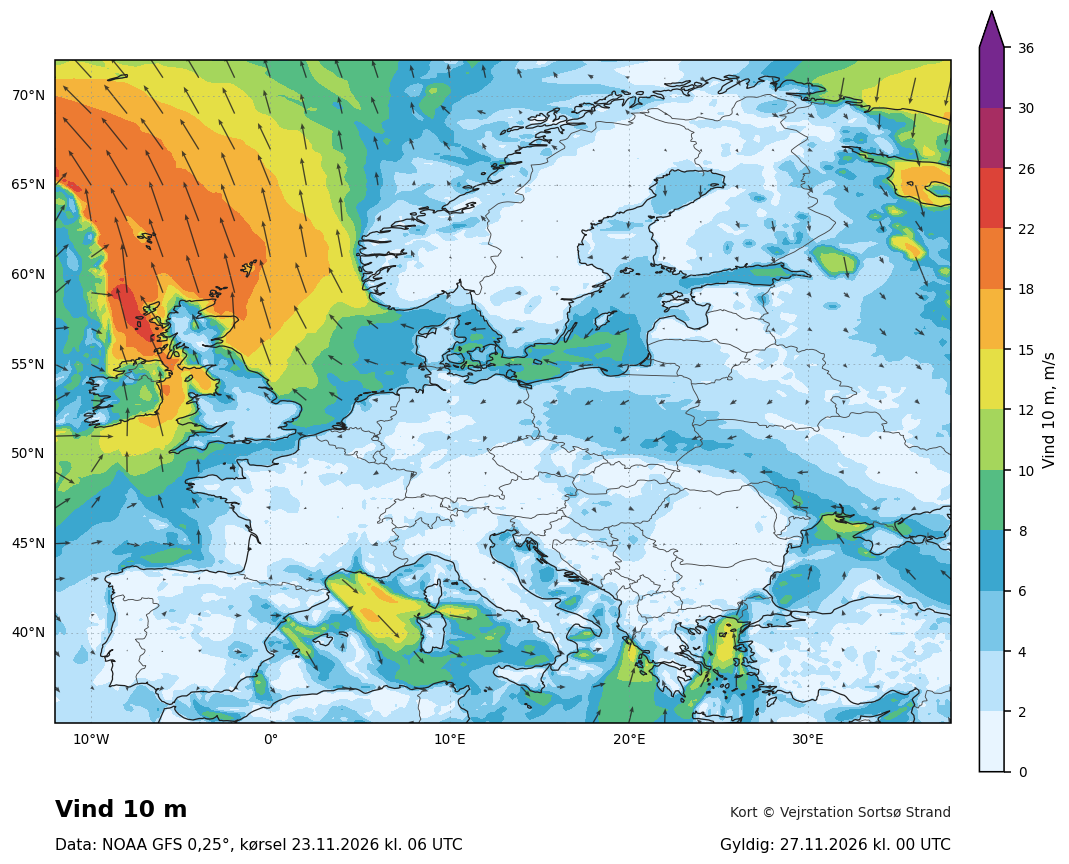 36
30
26
22
18
15
12
10
8
6
4
2
0
Vind 10 m, m/s
70°N
65°N
60°N
55°N
50°N
45°N
40°N
10°W
0°
10°E
20°E
30°E
Vind 10 m
Kort © Vejrstation Sortsø Strand
Data: NOAA GFS 0,25°, kørsel 23.11.2026 kl. 06 UTC
Gyldig: 27.11.2026 kl. 00 UTC